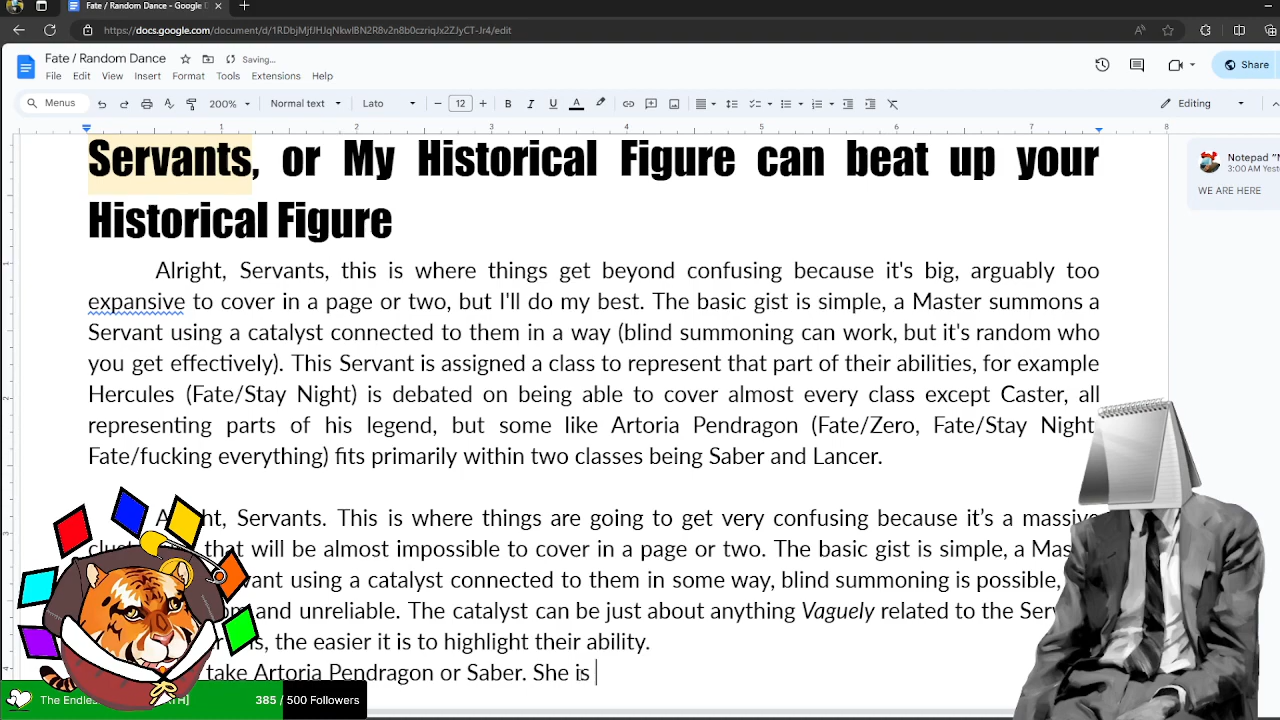 Fate / Random Dance - Google
https://docs.google.com/document/d/1RDbjMjfJHJqNkwIBN2R8v2n8b0czriqJx2ZJyCT-Jr4/edit
Fate / Random Dance Saving...
File Edit View Insert Format Tools Extensions Help
Share
Menus 200% Normal text Lato 12 B I U A Editing
1 2 3 4 5 6 7 8
Servants, or My Historical Figure can beat up your
Historical Figure
Notepad
3:00 AM
WE ARE HERE
Alright, Servants, this is where things get beyond confusing because it's big, arguably too
expansive to cover in a page or two, but I'll do my best. The basic gist is simple, a Master summons a
Servant using a catalyst connected to them in a way (blind summoning can work, but it's random who
you get effectively). This Servant is assigned a class to represent that part of their abilities, for example
Hercules (Fate/Stay Night) is debated on being able to cover almost every class except Caster, all
representing parts of his legend, but some like Artoria Pendragon (Fate/Zero, Fate/Stay Night
Fate/fucking everything) fits primarily within two classes being Saber and Lancer.
Servants. This is where things are going to get very confusing because it’s a massive
that will be almost impossible to cover in a page or two. The basic gist is simple, a
using a catalyst connected to them in some way, blind summoning is possible,
and unreliable. The catalyst can be just about anything Vaguely related to the
the easier it is to highlight their ability.
take Artoria Pendragon or Saber. She is
The Endles 385 / 500 Followers